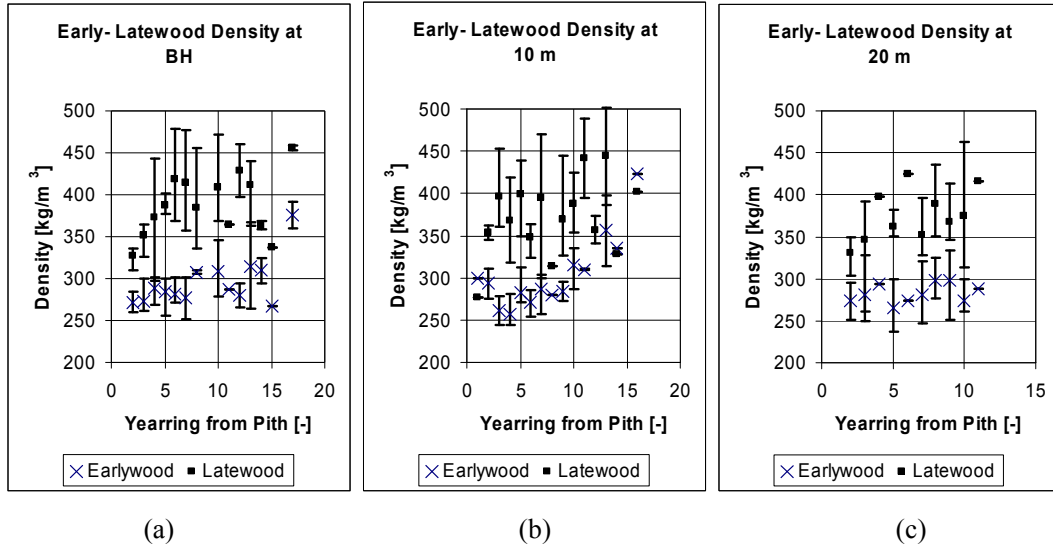 Early- Latewood Density at
BH
Density [kg/m³]
500
450
400
350
300
250
200
0 5 10 15 20
Yearring from Pith [-]
Earlywood Latewood
(a)
Early- Latewood Density at
10 m
Density [kg/m³]
500
450
400
350
300
250
200
0 5 10 15 20
Yearring from Pith [-]
Earlywood Latewood
(b)
Early- Latewood Density at
20 m
Density [kg/m³]
500
450
400
350
300
250
200
0 5 10 15
Yearring from Pith [-]
Earlywood Latewood
(c)